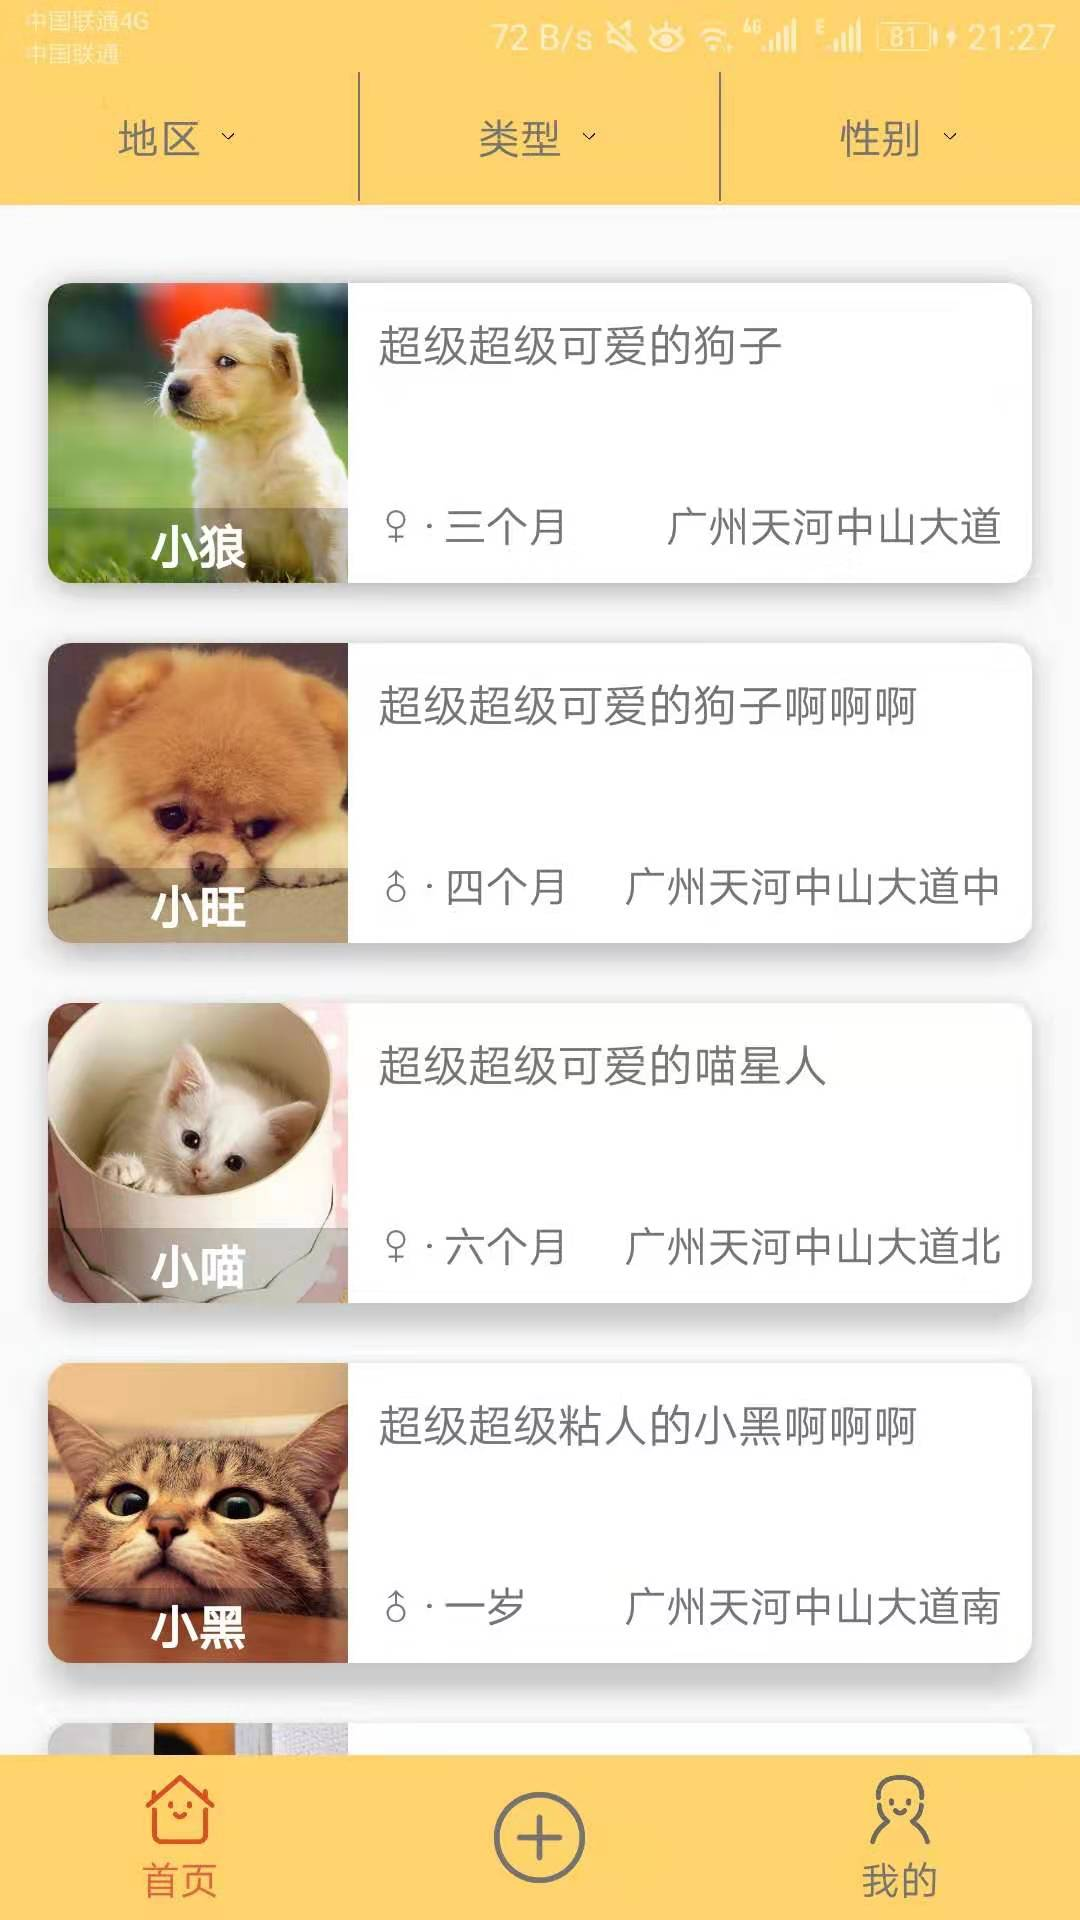 中国联通4G
中国联通
72 B/s 4G E 81 21:27
地区 类型 性别
超级超级可爱的狗子
♀ · 三个月 广州天河中山大道
小狼
超级超级可爱的狗子啊啊啊
♂ · 四个月 广州天河中山大道中
小旺
超级超级可爱的喵星人
♀ · 六个月 广州天河中山大道北
小喵
超级超级粘人的小黑啊啊啊
♂ · 一岁 广州天河中山大道南
小黑
首页 我的